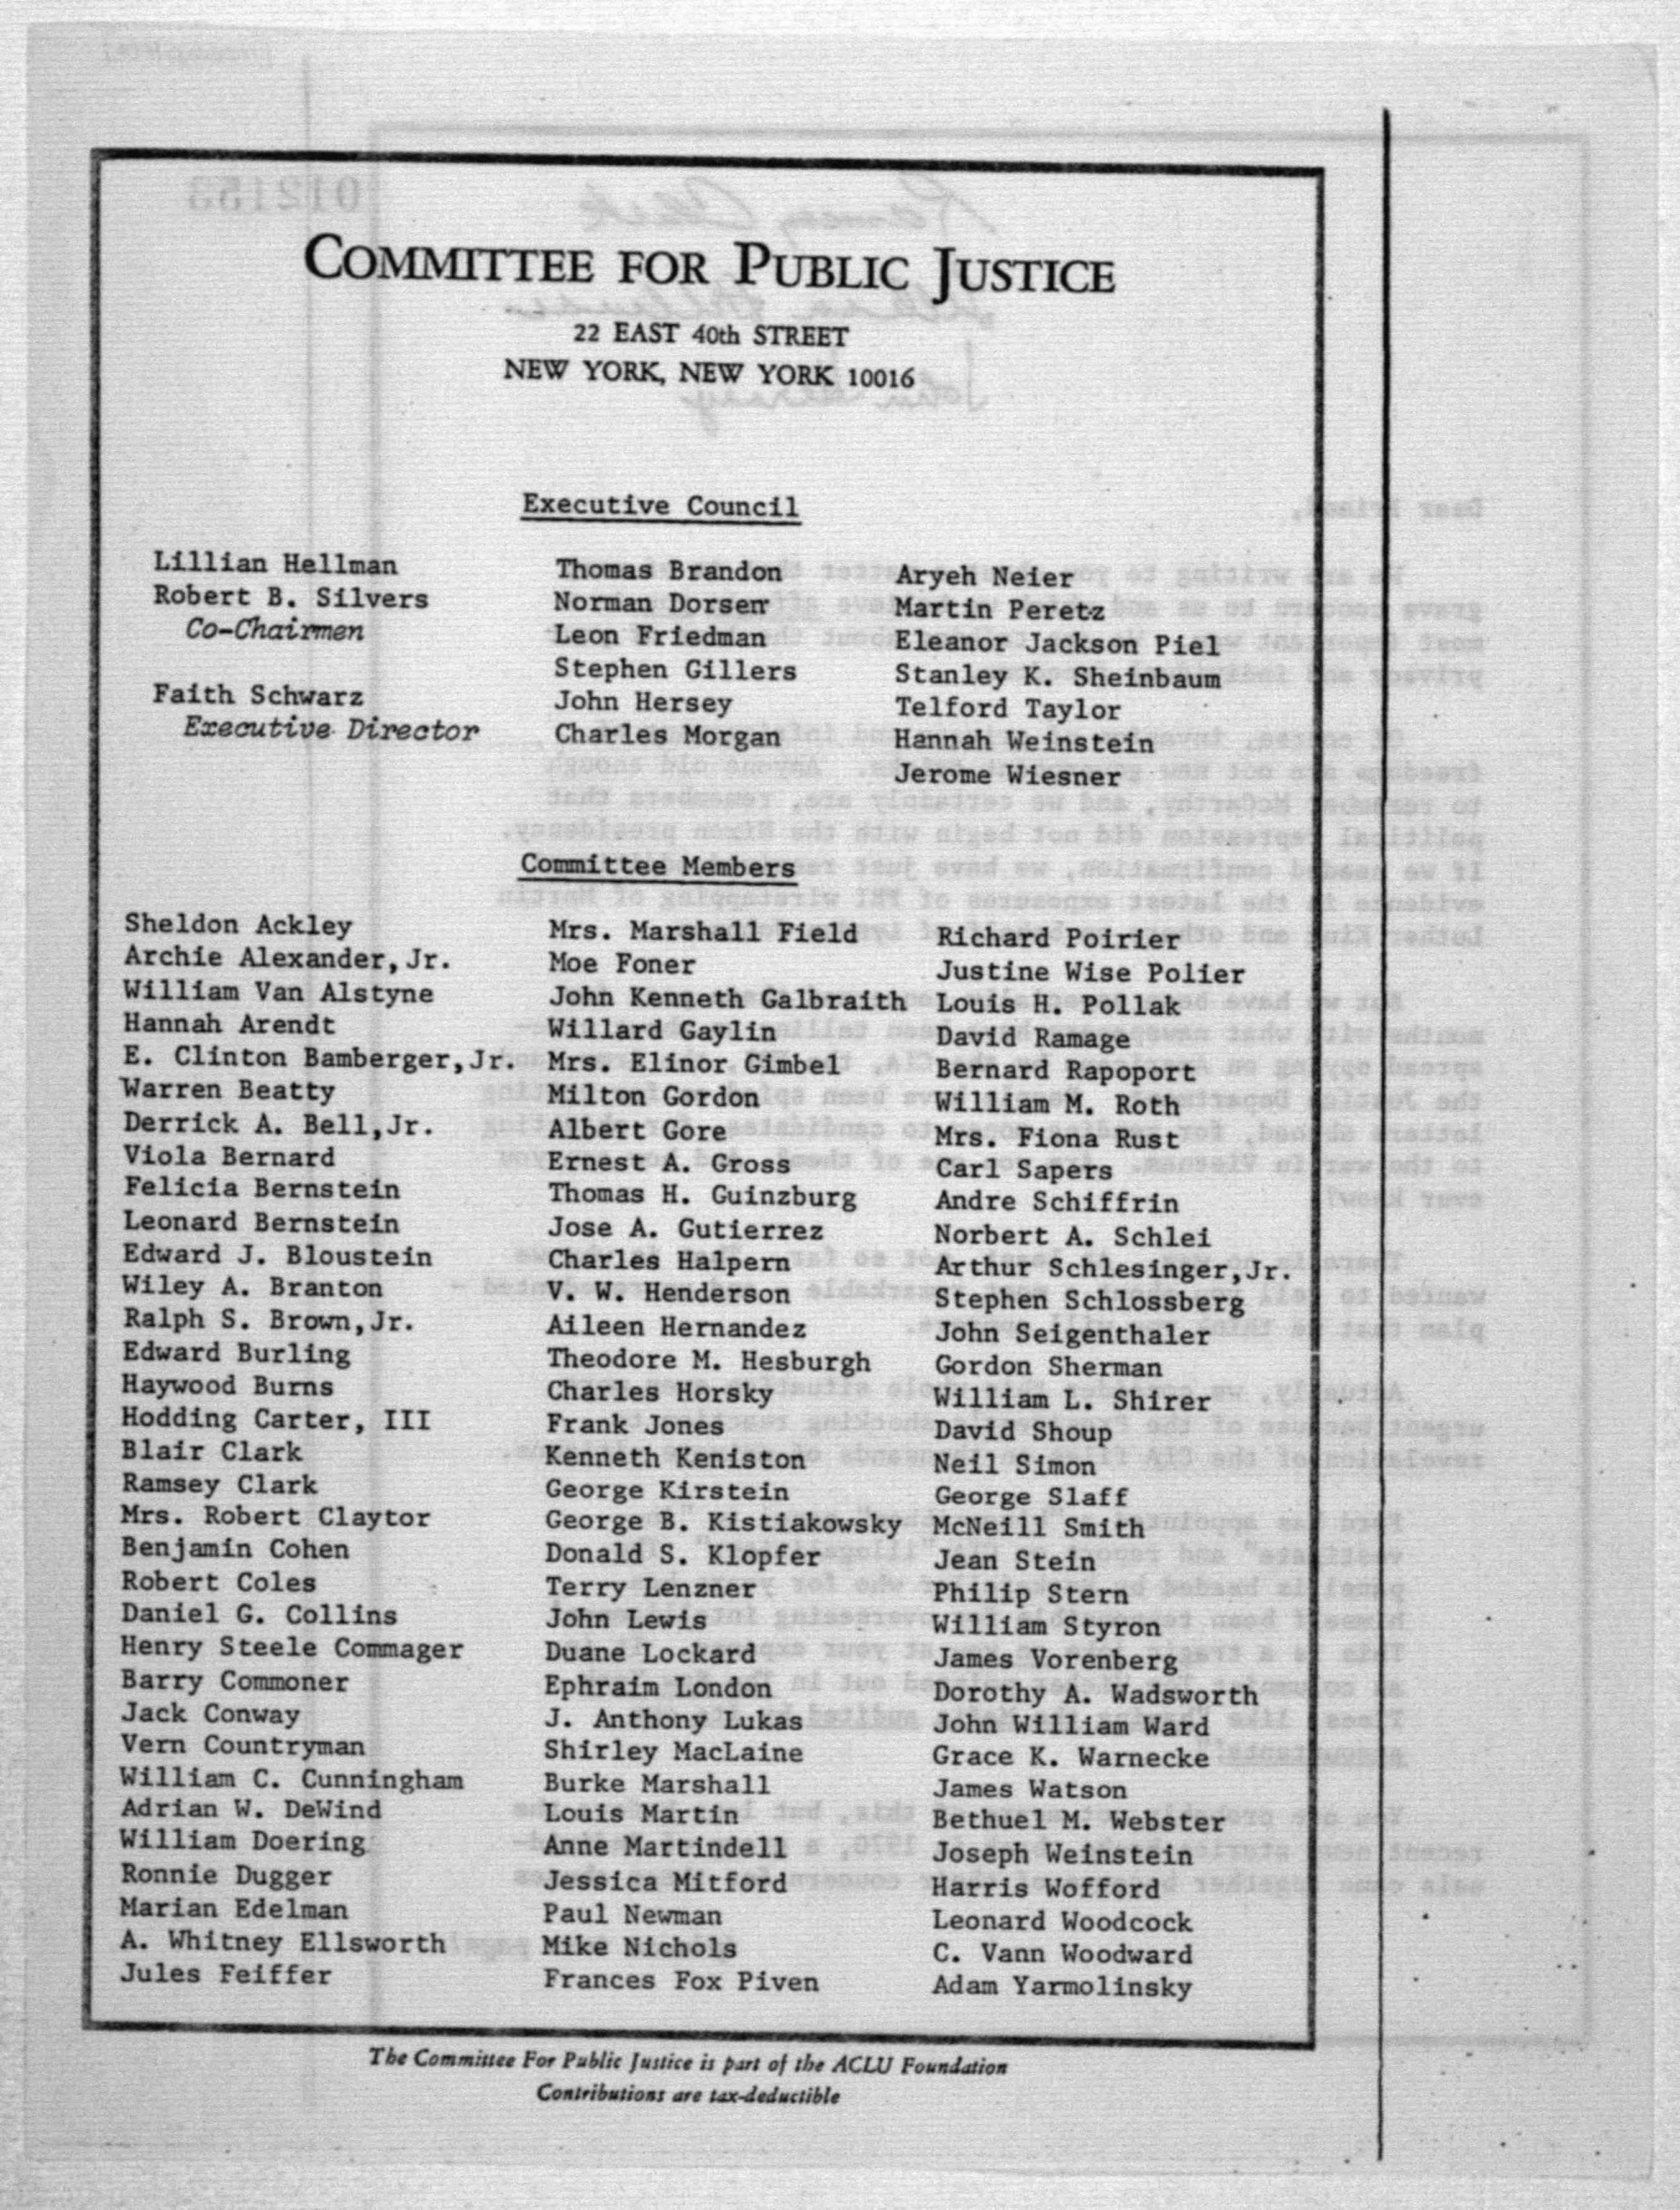 COMMITTEE FOR PUBLIC JUSTICE
22 EAST 40th STREET
NEW YORK, NEW YORK 10016
Executive Council
Lillian Hellman
Robert B. Silvers
Co-Chairmen
Faith Schwarz
Executive Director
Thomas Brandon
Norman Dorsen
Leon Friedman
Stephen Gillers
John Hersey
Charles Morgan
Aryeh Neier
Martin Peretz
Eleanor Jackson Piel
Stanley K. Sheinbaum
Telford Taylor
Hannah Weinstein
Jerome Wiesner
Committee Members
Sheldon Ackley
Archie Alexander, Jr.
William Van Alstyne
Hannah Arendt
E. Clinton Bamberger, Jr.
Warren Beatty
Derrick A. Bell, Jr.
Viola Bernard
Felicia Bernstein
Leonard Bernstein
Edward J. Bloustein
Wiley A. Branton
Ralph S. Brown, Jr.
Edward Burling
Haywood Burns
Hodding Carter, III
Blair Clark
Ramsey Clark
Mrs. Robert Claytor
Benjamin Cohen
Robert Coles
Daniel G. Collins
Henry Steele Commager
Barry Commoner
Jack Conway
Vern Countryman
William C. Cunningham
Adrian W. DeWind
William Doering
Ronnie Dugger
Marian Edelman
A. Whitney Ellsworth
Jules Feiffer
Mrs. Marshall Field
Moe Foner
John Kenneth Galbraith
Willard Gaylin
Mrs. Elinor Gimbel
Milton Gordon
Albert Gore
Ernest A. Gross
Thomas H. Guinzburg
Jose A. Gutierrez
Charles Halpern
V. W. Henderson
Aileen Hernandez
Theodore M. Hesburgh
Charles Horsky
Frank Jones
Kenneth Keniston
George Kirstein
George B. Kistiakowsky
Donald S. Klopfer
Terry Lenzner
John Lewis
Duane Lockard
Ephraim London
J. Anthony Lukas
Shirley MacLaine
Burke Marshall
Louis Martin
Anne Martindell
Jessica Mitford
Paul Newman
Mike Nichols
Frances Fox Piven
Richard Poirier
Justine Wise Polier
Louis H. Pollak
David Ramage
Bernard Rapoport
William M. Roth
Mrs. Fiona Rust
Carl Sapers
Andre Schiffrin
Norbert A. Schlei
Arthur Schlesinger, Jr.
Stephen Schlossberg
John Seigenthaler
Gordon Sherman
William L. Shirer
David Shoup
Neil Simon
George Slaff
McNeill Smith
Jean Stein
Philip Stern
William Styron
James Vorenberg
Dorothy A. Wadsworth
John William Ward
Grace K. Warnecke
James Watson
Bethuel M. Webster
Joseph Weinstein
Harris Wofford
Leonard Woodcock
C. Vann Woodward
Adam Yarmolinsky
The Committee For Public Justice is part of the ACLU Foundation
Contributions are tax-deductible